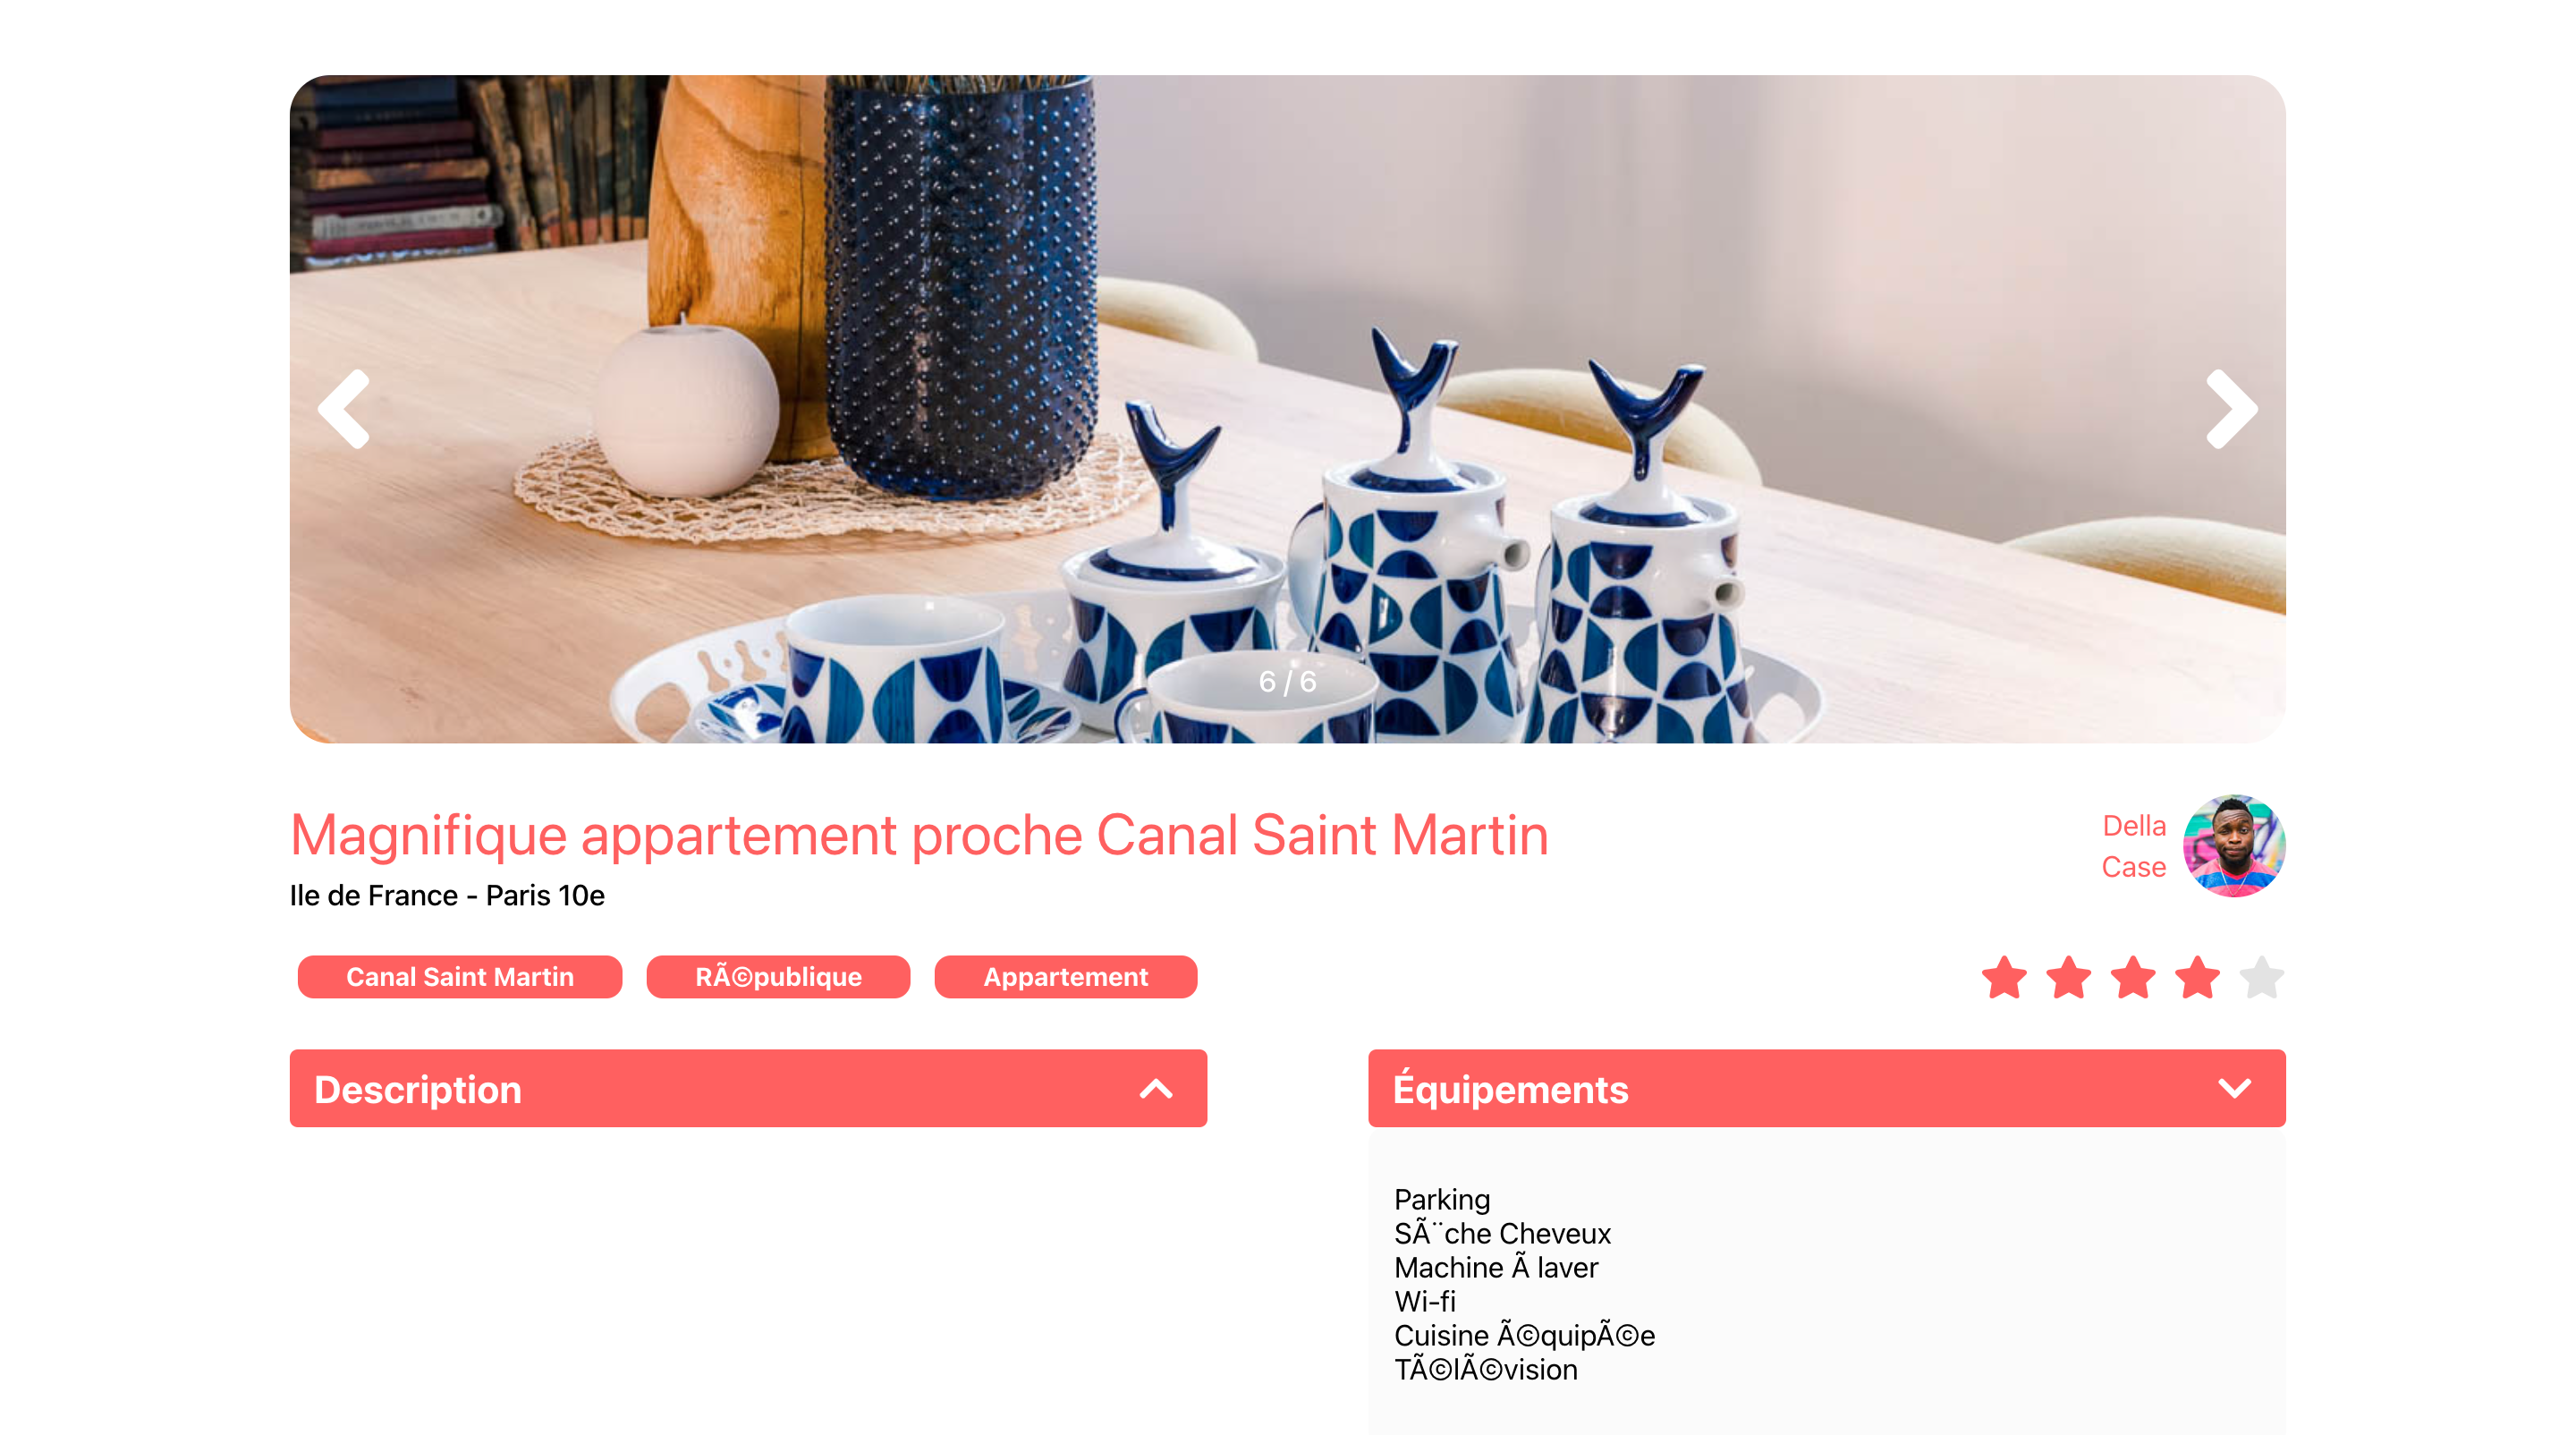 6 / 6
Magnifique appartement proche Canal Saint Martin
Ile de France - Paris 10e
Della
Case
Canal Saint Martin
RÃ©publique
Appartement
Description
Équipements
Parking
SÃ¨che Cheveux
Machine Ã laver
Wi-fi
Cuisine Ã©quipÃ©e
TÃ©lÃ©vision